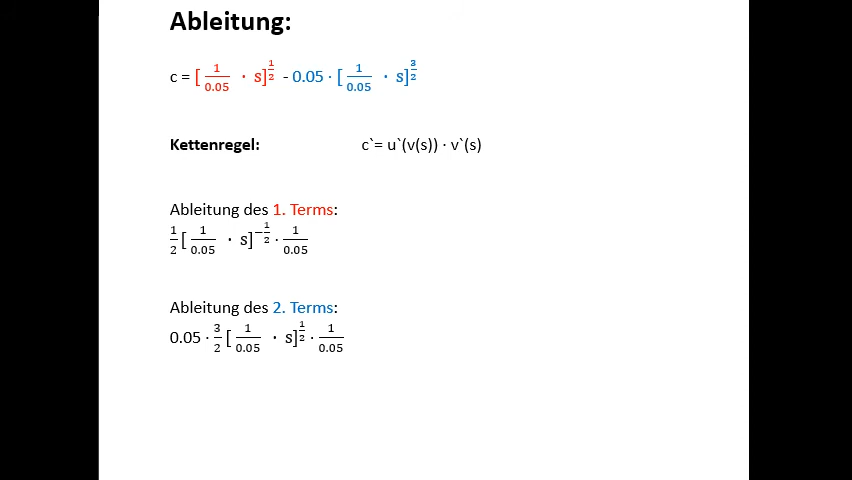 Ableitung:
c = [ 1/0.05 · s]^1/2 - 0.05 · [ 1/0.05 · s]^3/2
Kettenregel: c`= u`(v(s)) · v`(s)
Ableitung des 1. Terms:
1/2 [ 1/0.05 · s]^-1/2 · 1/0.05
Ableitung des 2. Terms:
0.05 · 3/2 [ 1/0.05 · s]^1/2 · 1/0.05